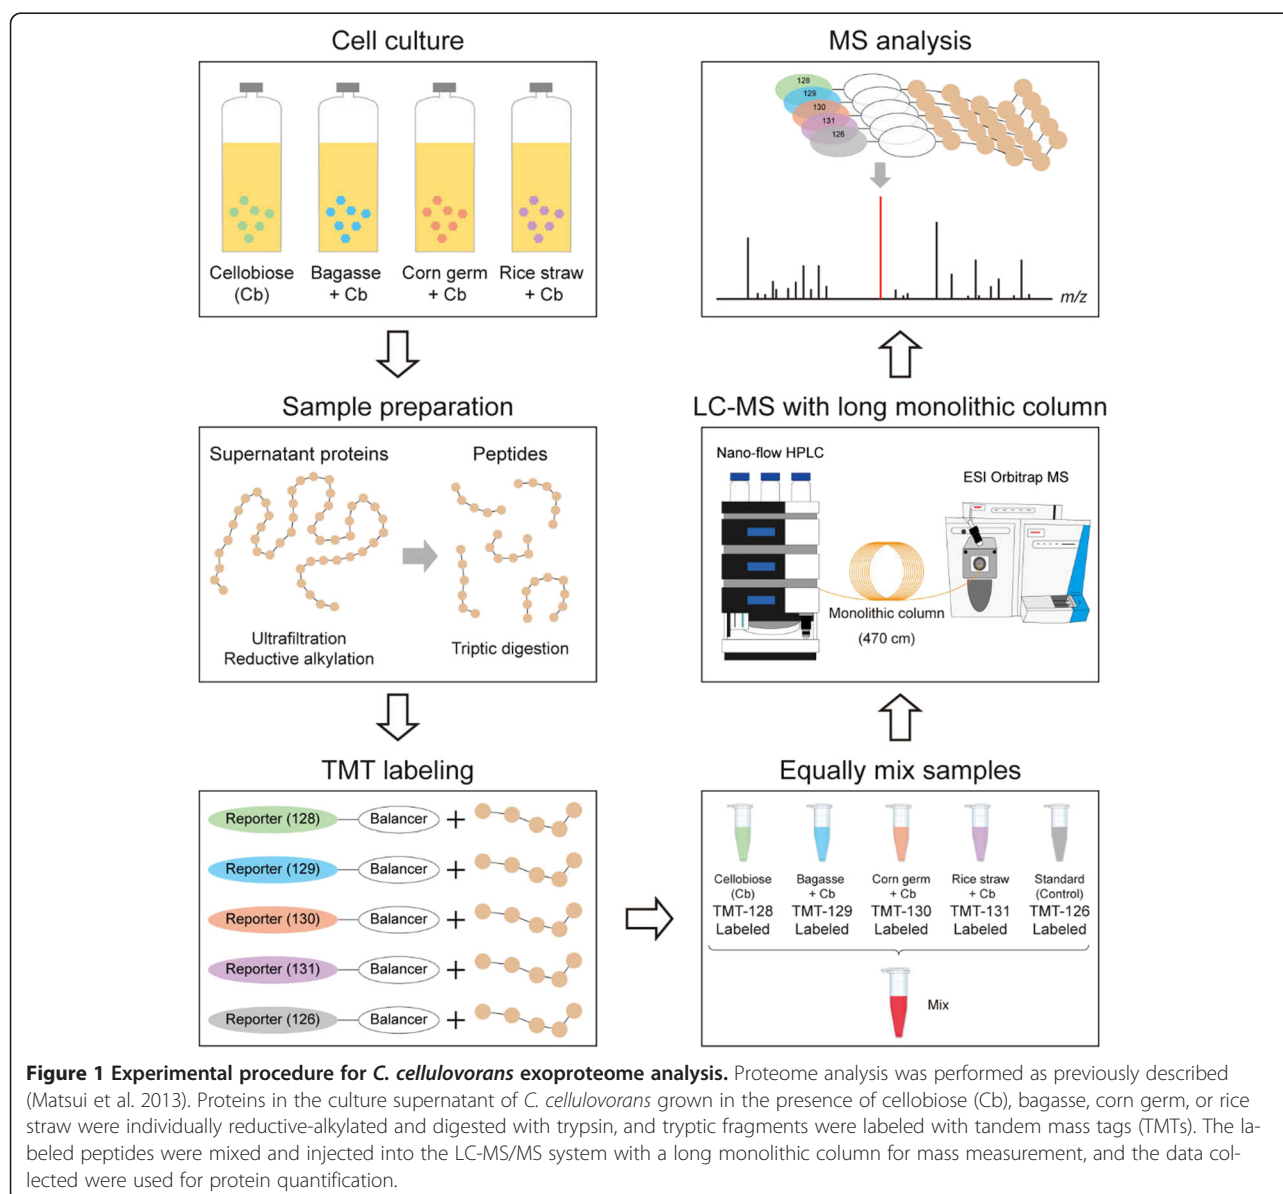 Cell culture
Cellobiose (Cb)
Bagasse + Cb
Corn germ + Cb
Rice straw + Cb
Sample preparation
Supernatant proteins
Peptides
Ultrafiltration
Reductive alkylation
Triptic digestion
TMT labeling
Reporter (128) Balancer +
Reporter (129) Balancer +
Reporter (130) Balancer +
Reporter (131) Balancer +
Reporter (126) Balancer +
Equally mix samples
Cellobiose (Cb) TMT-128 Labeled
Bagasse + Cb TMT-129 Labeled
Corn germ + Cb TMT-130 Labeled
Rice straw + Cb TMT-131 Labeled
Standard (Control) TMT-126 Labeled
Mix
LC-MS with long monolithic column
Nano-flow HPLC
ESI Orbitrap MS
Monolithic column
(470 cm)
MS analysis
128
129
130
131
126
m/z
Figure 1 Experimental procedure for C. cellulovorans exoproteome analysis. Proteome analysis was performed as previously described
(Matsui et al. 2013). Proteins in the culture supernatant of C. cellulovorans grown in the presence of cellobiose (Cb), bagasse, corn germ, or rice
straw were individually reductive-alkylated and digested with trypsin, and tryptic fragments were labeled with tandem mass tags (TMTs). The la-
beled peptides were mixed and injected into the LC-MS/MS system with a long monolithic column for mass measurement, and the data col-
lected were used for protein quantification.